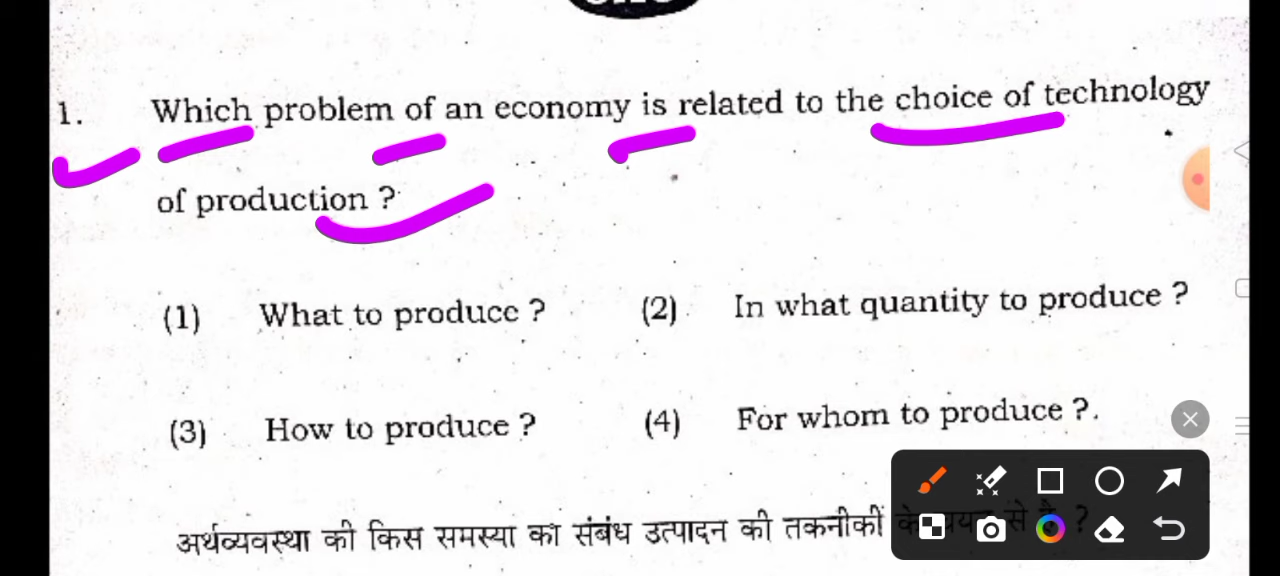 1. Which problem of an economy is related to the choice of technology
of production ?
(1) What to produce ? (2) In what quantity to produce ?
(3) How to produce ? (4) For whom to produce ?.
अर्थव्यवस्था की किस समस्या का संबंध उत्पादन की तकनीकीं के से ?